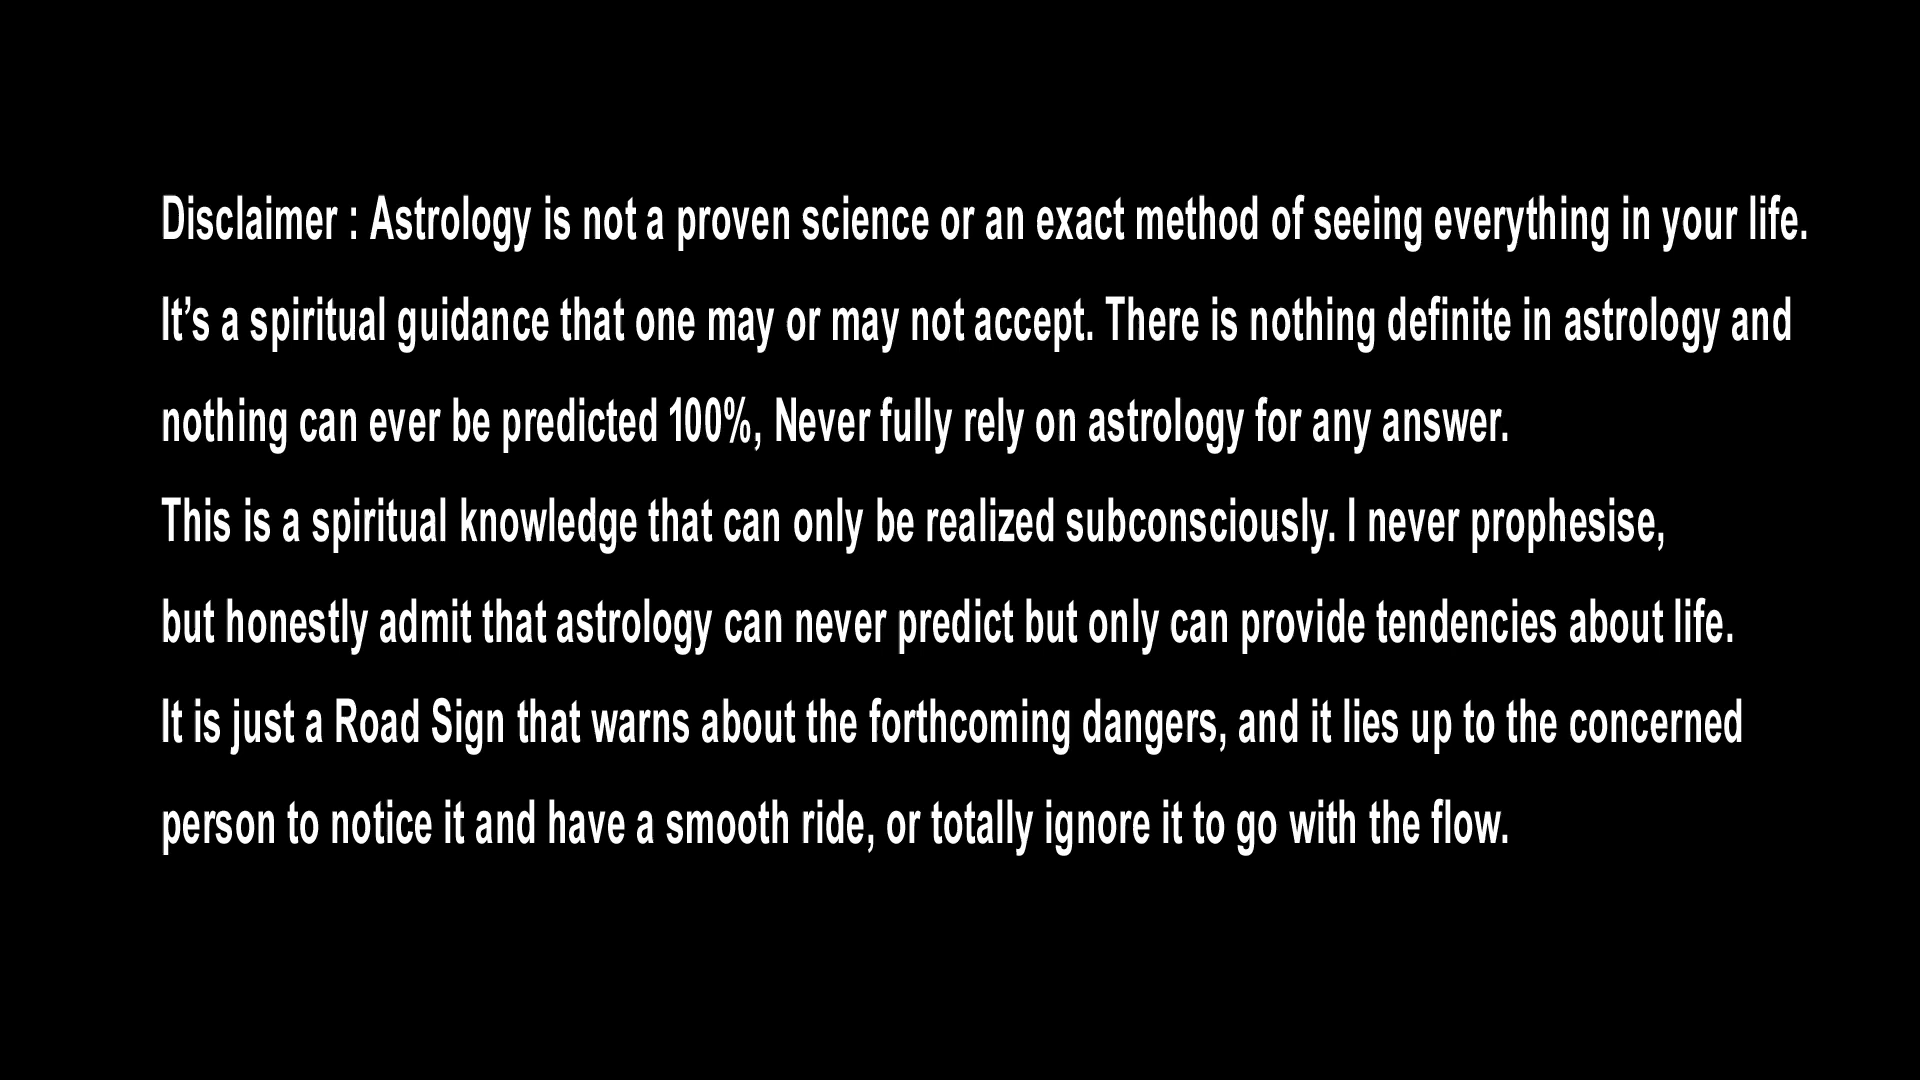 Disclaimer : Astrology is not a proven science or an exact method of seeing everything in your life.
It’s a spiritual guidance that one may or may not accept. There is nothing definite in astrology and
nothing can ever be predicted 100%, Never fully rely on astrology for any answer.
This is a spiritual knowledge that can only be realized subconsciously. I never prophesise,
but honestly admit that astrology can never predict but only can provide tendencies about life.
It is just a Road Sign that warns about the forthcoming dangers, and it lies up to the concerned
person to notice it and have a smooth ride, or totally ignore it to go with the flow.